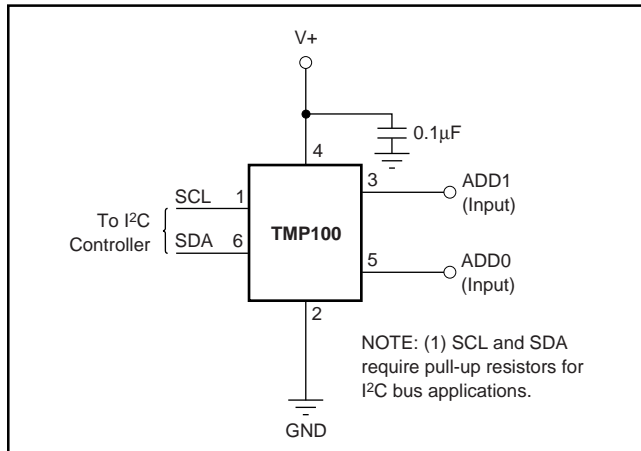 V+
0.1µF
4
3
ADD1
(Input)
SCL 1
To I²C
Controller
SDA 6
TMP100
5
ADD0
(Input)
2
NOTE: (1) SCL and SDA
require pull-up resistors for
I²C bus applications.
GND